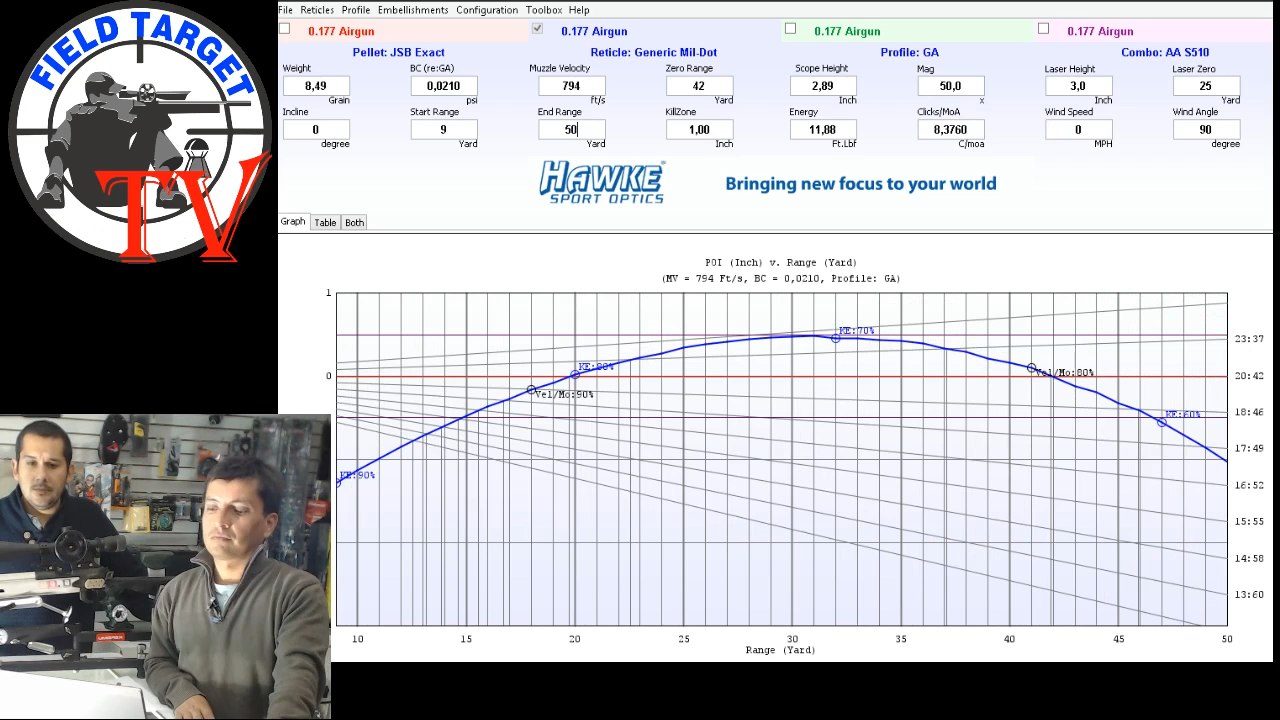 FIELD TARGET
TV
File Reticles Profile Embellishments Configuration Toolbox Help
0.177 Airgun 0.177 Airgun 0.177 Airgun 0.177 Airgun
Pellet: JSB Exact Reticle: Generic Mil-Dot Profile: GA Combo: AA S510
Weight BC (re:GA) Muzzle Velocity Zero Range Scope Height Mag Laser Height Laser Zero
8,49 0,0210 794 42 2,89 50,0 3,0 25
Grain psi ft/s Yard Inch x Inch Yard
Incline Start Range End Range KillZone Energy Clicks/MoA Wind Speed Wind Angle
0 9 50 1,00 11,88 8,3760 0 90
degree Yard Yard Inch Ft.Lbf C/moa MPH degree
HAWKE
SPORT OPTICS
Bringing new focus to your world
Graph Table Both
POI (Inch) v. Range (Yard)
(MV = 794 Ft/s, BC = 0,0210, Profile: GA)
1
KE:70%
23:37
KE:80%
Vel/Mo:80%
0
20:42
Vel/Mo:90%
18:46
KE:60%
17:49
KE:90%
16:52
15:55
14:58
13:60
10 15 20 25 30 35 40 45 50
Range (Yard)